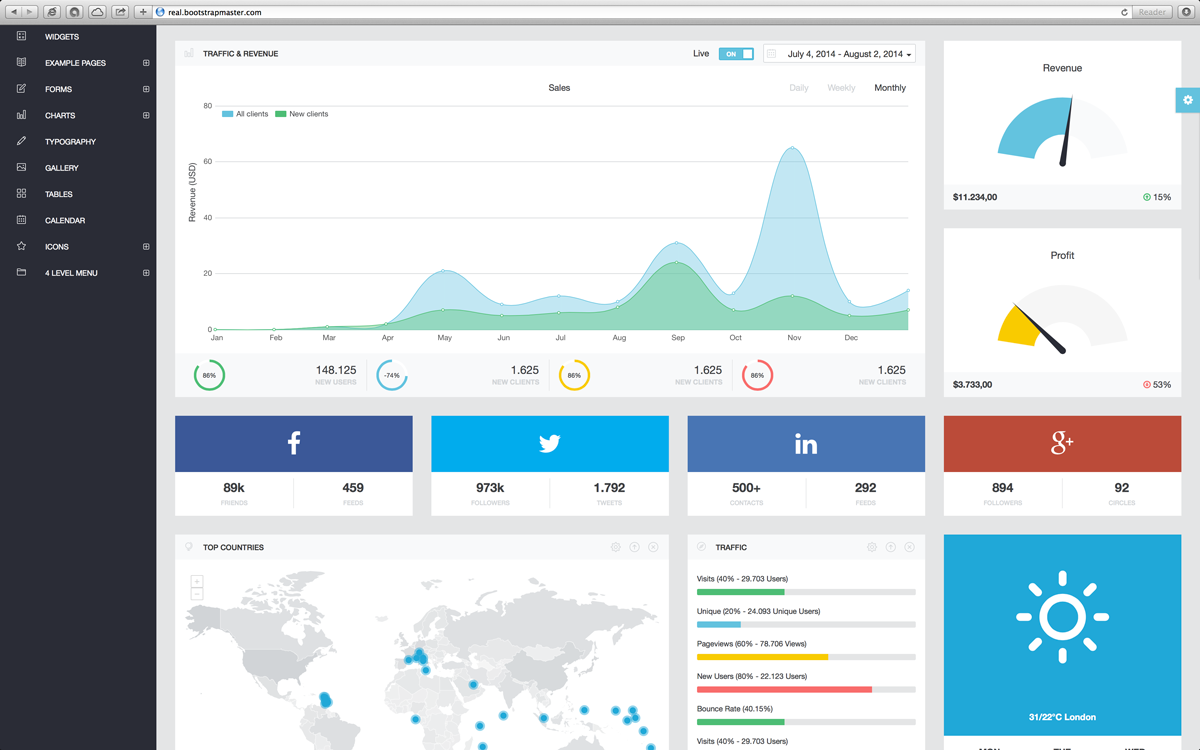 real.bootstrapmaster.com
Reader
WIDGETS
EXAMPLE PAGES
FORMS
CHARTS
TYPOGRAPHY
GALLERY
TABLES
CALENDAR
ICONS
4 LEVEL MENU
TRAFFIC & REVENUE
Live
ON
July 4, 2014 - August 2, 2014
Sales
Daily Weekly Monthly
All clients New clients
Revenue (USD)
80
60
40
20
0
Jan Feb Mar Apr May Jun Jul Aug Sep Oct Nov Dec
86% 148.125
NEW USERS
-74% 1.625
NEW CLIENTS
86% 1.625
NEW CLIENTS
86% 1.625
NEW CLIENTS
Revenue
$11.234,00 15%
Profit
$3.733,00 53%
f
89k 459
FRIENDS FEEDS
973k 1.792
FOLLOWERS TWEETS
in
500+ 292
CONTACTS FEEDS
g+
894 92
FOLLOWERS CIRCLES
TOP COUNTRIES
+
-
TRAFFIC
Visits (40% - 29.703 Users)
Unique (20% - 24.093 Unique Users)
Pageviews (60% - 78.706 Views)
New Users (80% - 22.123 Users)
Bounce Rate (40.15%)
Visits (40% - 29.703 Users)
31/22°C London
MON TUE WED